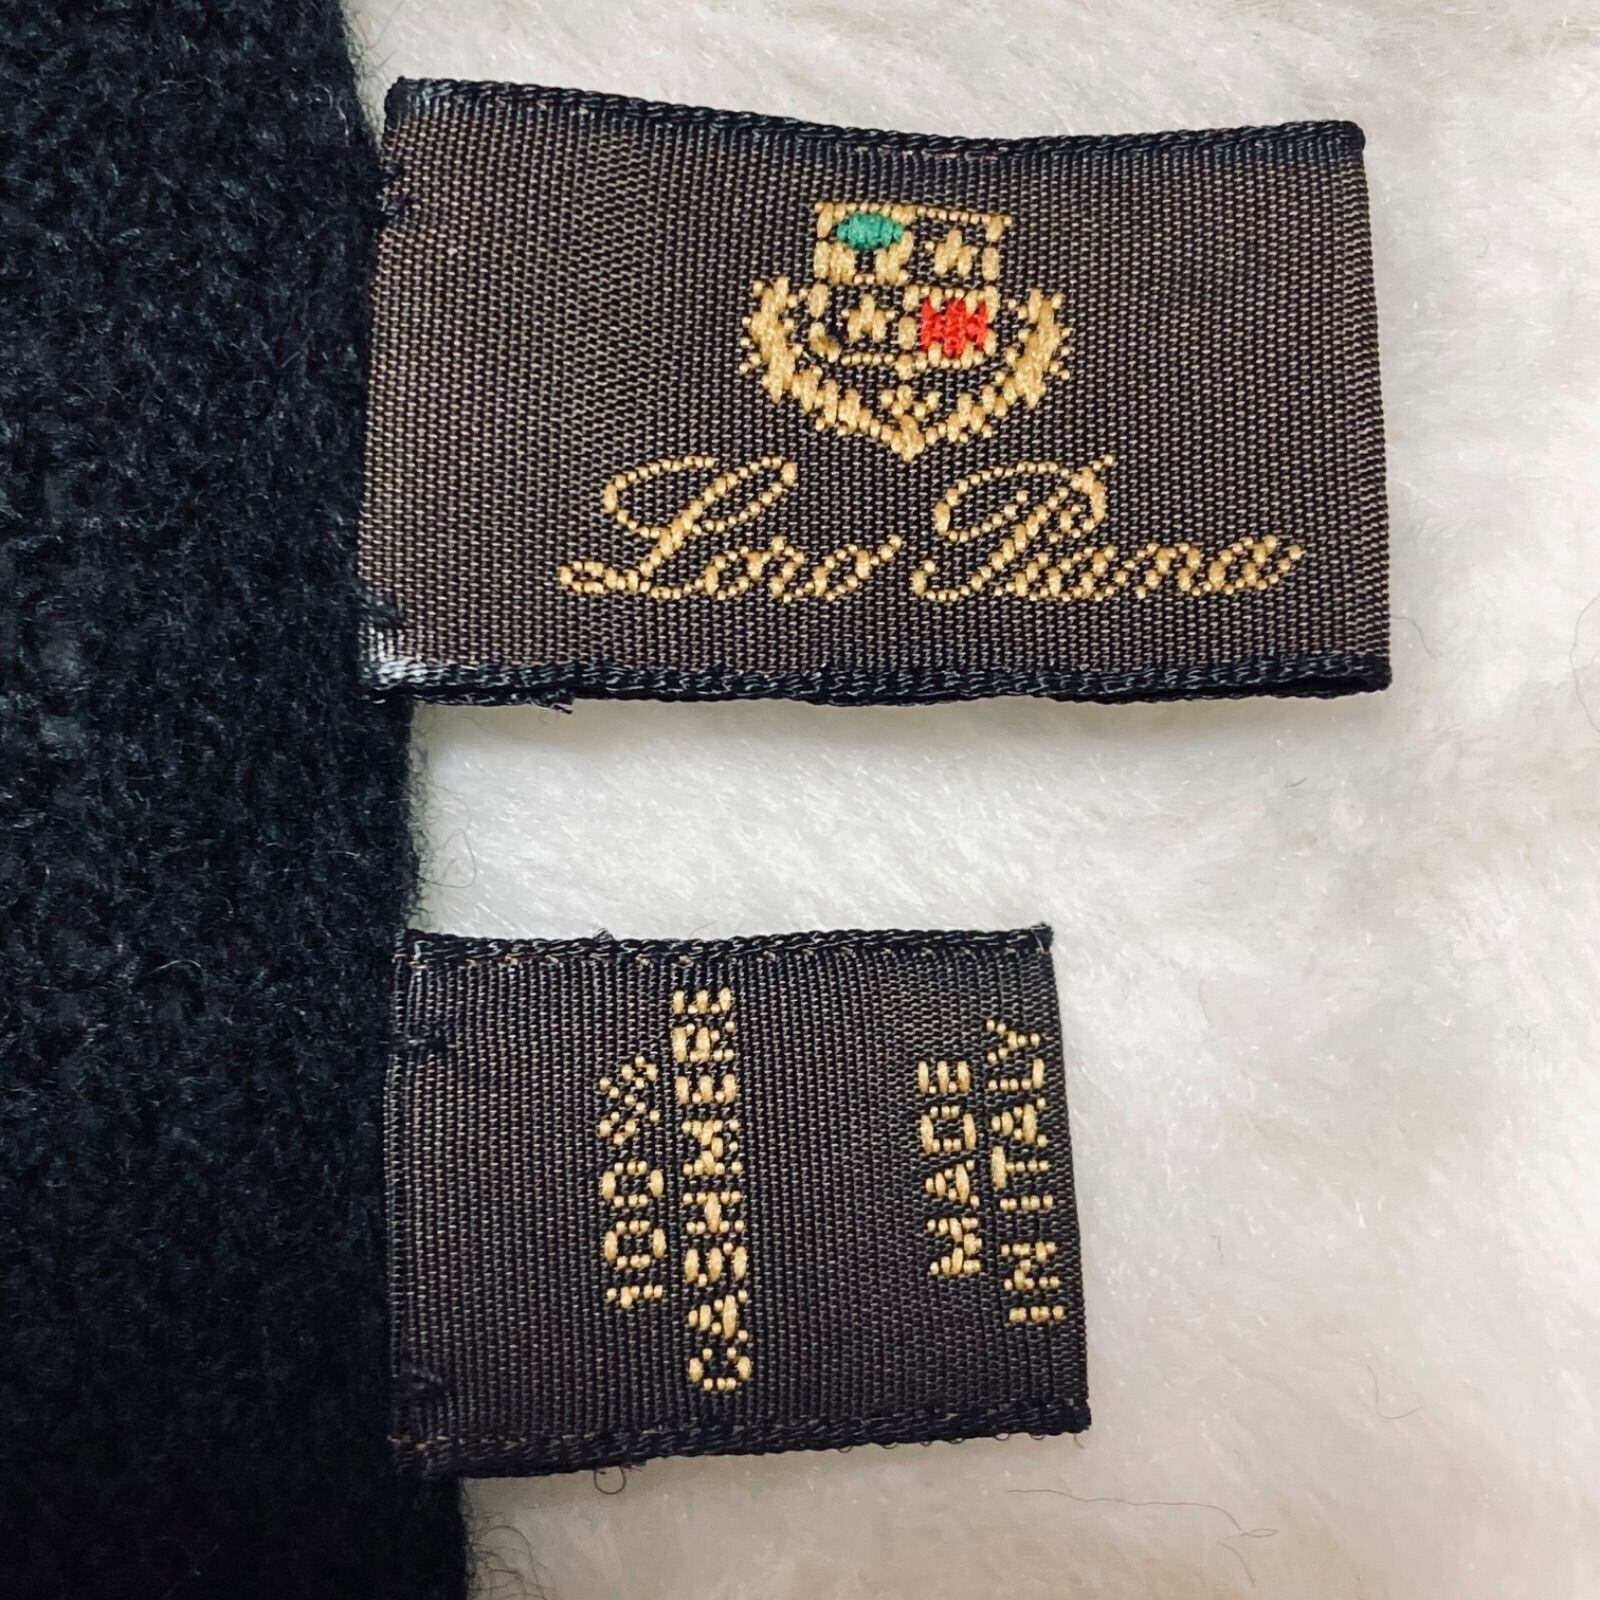 Loro Piana
100%
CASHMERE
MADE
IN ITALY